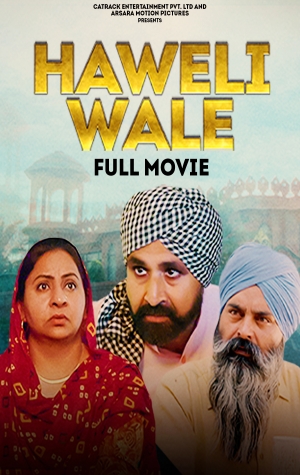 CATRACK ENTERTAINMENT PVT. LTD AND
ARSARA MOTION PICTURES
PRESENTS
HAWELI
WALE
FULL MOVIE